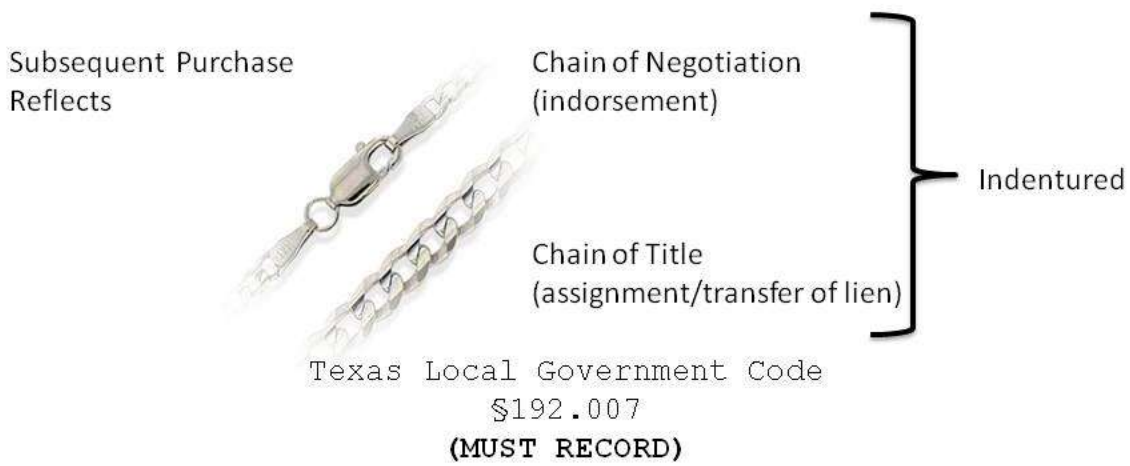 Subsequent Purchase
Reflects
Chain of Negotiation
(indorsement)
Indentured
Chain of Title
(assignment/transfer of lien)
Texas Local Government Code
§192.007
(MUST RECORD)